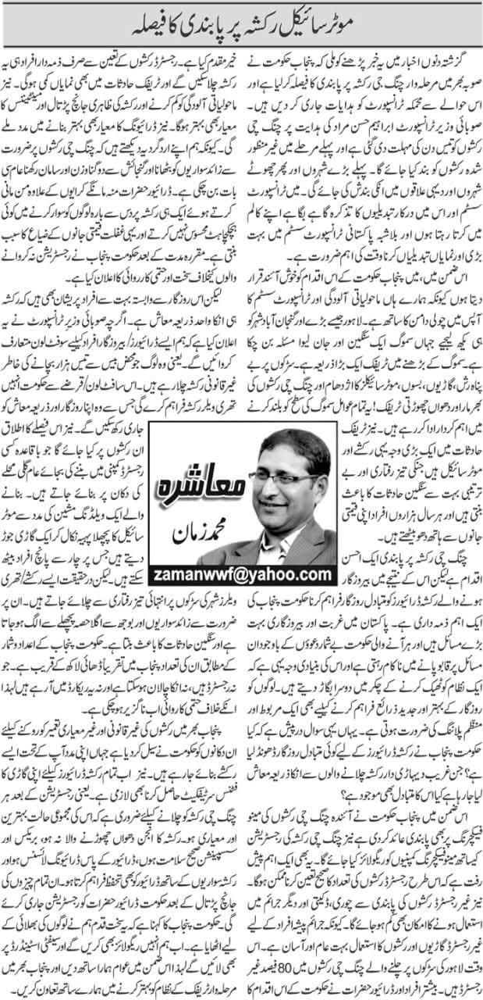 موٹر سائیکل رکشہ پر پابندی کا فیصلہ
گزشتہ دنوں اخبار میں یہ خبر پڑھنے کو ملی کہ پنجاب حکومت نے
صوبہ بھر میں مرحلہ وار چنگ چی رکشہ پر پابندی کا فیصلہ کر لیا ہے اور
اس حوالے سے محکمہ ٹرانسپورٹ کو ہدایات جاری کر دیں ہیں۔
صوبائی وزیر ٹرانسپورٹ ابراہیم حسن مراد کی ہدایت پر چنگ چی
رکشوں کو تیس دن کی مہلت دی گئی ہے اور پہلے مرحلے میں غیر منظور
شدہ رکشوں کو بند کیا جائے گا۔ پہلے بڑے شہروں اور پھر چھوٹے
شہروں اور دیہی علاقوں میں انکی بندش کی جائے گی۔ میں ٹرانسپورٹ
سسٹم اور اس میں درکار تبدیلیوں کا تذکرہ گاہے بگاہے اپنے کالم
میں کرتا رہتا ہوں اور بلاشبہ پاکستانی ٹرانسپورٹ سسٹم میں بہت
بڑی اور نمایاں تبدیلیاں کرنا وقت کی اہم ضرورت ہے۔
اس ضمن میں، میں پنجاب حکومت کے اس اقدام کو خوش آئند قرار
دیتا ہوں کیونکہ ہمارے ہاں ماحولیاتی آلودگی اور ٹرانسپورٹ سسٹم کا
آپس میں چولی دامن کا ساتھ ہے۔ لاہور جیسے بڑے اور گنجان آباد شہر کو
ہی دیکھ لیجیے جہاں سموگ ایک سنگین اور جان لیوا مسئلہ بن چکا
ہے۔ سموگ کے بڑھنے میں ٹریفک ایک بڑا ذریعہ ہے۔ سڑکوں پر بے
پناہ رش، گاڑیوں، بسوں، موٹر سائیکلز کا اژدھام اور چنگ چی رکشوں کی
بھرمار اور دھواں چھوڑتی ٹریفک! یہ تمام عوامل سموگ کی سطح کو بلند کرنے
میں اہم کردار ادا کر رہے ہیں۔ نیز ٹریفک
حادثات میں ایک بڑی وجہ یہی رکشے اور
موٹر سائیکل ہیں جنکی تیز رفتاری اور بے
ترتیبی بہت سے سنگین حادثات کا باعث
بنتی ہیں اور ہر سال ہزاروں افراد اپنی قیمتی
جانوں سے ہاتھ دھو بیٹھتے ہیں۔
چنگ چی رکشہ پر پابندی ایک احسن
اقدام ہے لیکن اس کے نتیجے میں بیروزگار
ہونے والے رکشہ ڈرائیورز کو متبادل روزگار فراہم کرنا حکومت پنجاب کی
ایک اہم ذمہ داری ہے۔ پاکستان میں غربت اور بیروزگاری بہت
بڑے مسائل ہیں اور ہر آنے والی حکومت بے شمار دعوؤں کے باوجود ان
مسائل پر قابو پانے میں ناکام رہتی ہے اور اس کی بنیادی وجہ یہی ہے کہ
ایک نظام کو ٹھیک کرنے کے چکر میں دوسرا بگاڑ دیتے ہیں۔ لوگوں کو
روزگار کے بہتر اور جدید ذرائع فراہم کرنے کیلئے بھی ایک مربوط اور
منظم پلاننگ کی ضرورت ہوتی ہے۔ یہاں یہی سوال درپیش ہے کہ کیا
حکومت پنجاب نے رکشہ ڈرائیورز کے لیے کوئی متبادل روزگار ڈھونڈ لیا
ہے؟ جن غریب دیہاڑی دار رکشہ چلانے والوں سے انکا ذریعہ معاش
لیا جا رہا ہے کیا اس کا متبادل بھی موجود ہے؟
اس ضمن میں پنجاب حکومت نے آئندہ چنگ چی رکشوں کی مینو
فیکچرنگ پر بھی پابندی عائد کر دی ہے نیز چنگ چی رکشہ کی رجسٹریشن
کیساتھ مینوفیکچرنگ کمپنیوں کو ریگولائز کیا جائے گا۔ یہ بھی ایک اہم پیش
رفت ہے کہ اس طرح رجسٹرڈ رکشوں کی تعداد کا صحیح تعین کرنا ممکن ہوگا۔
نیز غیر رجسٹرڈ رکشوں کی پابندی سے چوری، ڈکیتی اور دیگر جرائم میں
استعمال ہونے کا امکان بھی کم ہو جائے گا۔ کیونکہ جرائم پیشہ افراد کے لیے
غیر رجسٹرڈ گاڑیوں اور رکشوں کا استعمال بہت عام اور آسان ہے۔ اس
وقت لاہور کی سڑکوں پر چلنے والے چنگ چی رکشوں میں 80 فیصد غیر
رجسٹرڈ ہیں۔ بیشتر افراد اور ڈرائیور حضرات نے حکومت کے اس اقدام کا
خیر مقدم کیا ہے۔ رجسٹرڈ رکشوں کے تعین سے صرف ذمہ دار افراد ہی یہ
رکشہ چلا سکیں گے اور ٹریفک حادثات میں بھی نمایاں کمی ہوگی۔ نیز
ماحولیاتی آلودگی کو کم کرنے اور رکشہ کی ظاہری جانچ پڑتال اور مینٹیننس کا
معیار بھی بہتر ہوگا۔ نیز ڈرائیونگ کا معیار بھی بہتر بنانے میں مدد ملے
گی۔ کیونکہ ہم اپنے اردگرد یہ دیکھتے ہیں کہ چنگ چی رکشوں پر ضرورت
سے زائد سواریوں کو بٹھانا اور گنجائش سے دوگنا وزن اور سامان رکھنا عام سی
بات بن چکی ہے۔ ڈرائیور حضرات منہ مانگے کرایوں کے علاوہ من مانی
کرتے ہوئے ایک ہی رکشہ پر دس سے بارہ لوگوں کو سوار کرنے میں کوئی
ہچکچاہٹ محسوس نہیں کرتے اور یہی غفلت قیمتی جانوں کے ضیاع کا سبب
بنتی ہے۔ مقررہ مدت کے بعد حکومت پنجاب نے رجسٹریشن نہ کروانے
والوں کیخلاف سخت اور حتمی کارروائی کا اعلان کیا ہے۔
لیکن اس روزگار سے وابستہ بہت سے افراد پریشان بھی ہیں کہ رکشہ
ہی انکا واحد ذریعہ معاش ہے۔ اگرچہ صوبائی وزیر ٹرانسپورٹ نے یہ
اعلان کیا ہے کہ ہم ایسے ڈرائیورز/ بیروزگار افراد کیلئے سوفٹ لون متعارف
کروائیں گے۔ یعنی وہ لوگ جو محض بیس سے تیس ہزار بچانے کی خاطر
غیر قانونی رکشہ چلا رہے ہیں۔ اس سافٹ لون/ قرضے سے حکومت انہیں
تھری ویلر رکشہ فراہم کرے گی جس سے وہ اپنا روزگار اور ذریعہ معاش کو
جاری رکھ سکیں گے۔ نیز اس فیصلے کا اطلاق
ان رکشوں پر کیا جائے گا جو باقاعدہ کسی
رجسٹرڈ کمپنی میں بننے کی بجائے عام گلی محلے
کی دکان پر بنائے جاتے ہیں۔ بنانے
والے ایک ویلڈنگ مشین کی مدد سے موٹر
سائیکل کا پچھلا پہیہ نکال کر ایک گاڑی جوڑ
دیتے ہیں جس پر چار سے پانچ افراد بیٹھ
سکتے ہیں۔ لیکن درحقیقت ایسے رکشے/ تھری
ویلرز شہر کی سڑکوں پر انتہائی تیز رفتاری سے چلائے جاتے ہیں۔ ان پر
ضرورت سے زائد سواریوں اور بوجھ سے اگلا حصہ پچھلے سے الگ ہو جاتا
ہے اور سنگین حادثات کا باعث بنتا ہے۔ حکومت پنجاب کے اعداد و شمار
کے مطابق ان کی تعداد پنجاب میں تقریباً ڈھائی لاکھ کے قریب ہے۔ جو
نہ رجسٹرڈ ہیں، نہ انکا چالان ہو سکتا ہے اور نہ یہ ریکارڈ میں آ رہے ہیں لہٰذا
انکے خلاف حتمی کارروائی اب ناگزیر ہو چکی ہے۔
پنجاب بھر میں رکشوں کی غیر قانونی اور غیر معیاری تعمیر کو روکنے کیلئے
ان دکانوں کو حکومت نے سیل کر دیا ہے جہاں اپنی مدد آپ کے تحت ایسے
رکشے بنائے جا رہے ہیں۔ نیز اب تمام رکشہ ڈرائیورز کیلئے اپنی گاڑی کا
فٹنس سرٹیفکیٹ حاصل کرنا بھی لازمی ہے۔ یعنی رجسٹریشن کے بعد ہر
چنگ چی رکشہ کو چلانے کیلئے ضروری ہے کہ اس کی مجموعی حالت بہترین
اور معیاری ہو۔ رکشہ کا انجن دھواں چھوڑنے والا نہ ہو، بریکس اور
سسپینشن صحیح سلامت ہوں، ڈرائیور کے پاس ڈرائیونگ لائسنس ہو اور
رکشہ سواریوں کے ساتھ ڈرائیور کو بھی تحفظ فراہم کرتا ہو۔ ان تمام چیزوں کی
جانچ پڑتال کے بعد حکومت ڈرائیور حضرات کو رجسٹریشن جاری کرے
گی۔ حکومت پنجاب کا کہنا ہے کہ یہ سخت قدم ہم نے لوگوں کی بھلائی کے
لیے اٹھایا ہے۔ اب ہم انہیں ریگولائز بھی کریں گے اور سیفٹی اسٹینڈرڈ پر
بھی لائیں گے لہٰذا اس ضمن میں عوام ہمارا ساتھ دیں اور پنجاب بھر میں
مرحلہ وار ٹریفک کے نظام کو بہتر کرنے میں ہمارے ساتھ تعاون کریں۔
معاشرہ
محمد زمان
zamanwwf@yahoo.com